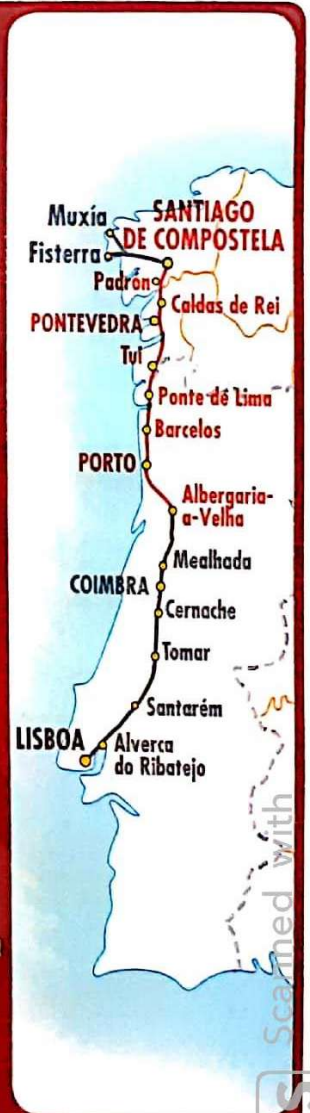 Muxía
SANTIAGO
DE COMPOSTELA
Fisterra
Padrón
Caldas de Rei
PONTEVEDRA
Tui
Ponte de Lima
Barcelos
PORTO
Albergaria-
a-Velha
Mealhada
COIMBRA
Cernache
Tomar
Santarém
LISBOA
Alverca
do Ribatejo
Scanned with